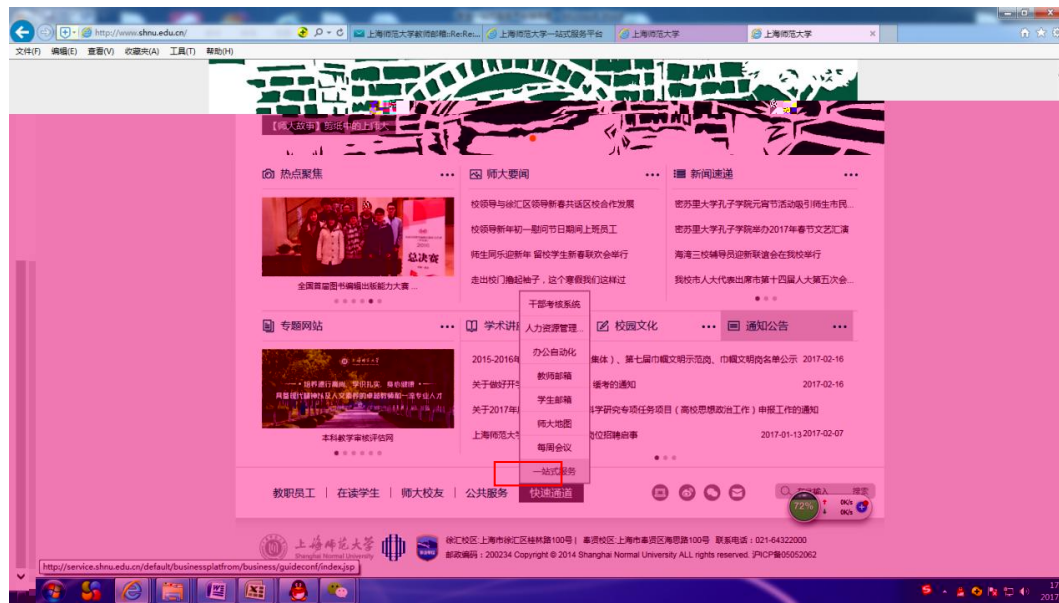 http://www.shnu.edu.cn/
上海师范大学教师邮箱::Re:Re:...
上海师范大学一站式服务平台
上海师范大学
上海师范大学
文件(F) 编辑(E) 查看(V) 收藏夹(A) 工具(T) 帮助(H)
【师大故事】剪纸中的上师大
热点聚焦
师大要闻
新闻速递
校领导与徐汇区领导新春共话区校合作发展
校领导新年初一慰问节日期间上班员工
师生同乐迎新年 留校学生新春联欢会举行
走出校门撸起袖子，这个寒假我们这样过
密苏里大学孔子学院元宵节活动吸引师生市民...
密苏里大学孔子学院举办2017年春节文艺汇演
海湾三校辅导员迎新联谊会在我校举行
我校市人大代表出席市第十四届人大第五次会...
总决赛
全国首届图书编辑出版能力大赛 ...
专题网站
学术讲
校园文化
通知公告
干部考核系统
人力资源管理...
办公自动化
教师邮箱
学生邮箱
师大地图
每周会议
一站式服务
2015-2016年
集体）、第七届巾帼文明示范岗、巾帼文明岗名单公示 2017-02-16
关于做好开学
缓考的通知 2017-02-16
关于2017年
科学研究专项任务项目（高校思想政治工作）申报工作的通知
2017-02-07
上海师范大学
岗位招聘启事 2017-01-13
本科教学审核评估网
教职员工 | 在读学生 | 师大校友 | 公共服务 快速通道
搜索
72%
0K/s
0K/s
上海师范大学
Shanghai Normal University
徐汇校区:上海市徐汇区桂林路100号| 奉贤校区:上海市奉贤区海思路100号 联系电话：021-64322000
邮政编码：200234 Copyright © 2014 Shanghai Normal University ALL rights reserved. 沪ICP备05052062
http://service.shnu.edu.cn/default/businessplatfrom/business/guideconf/index.jsp
17
2017